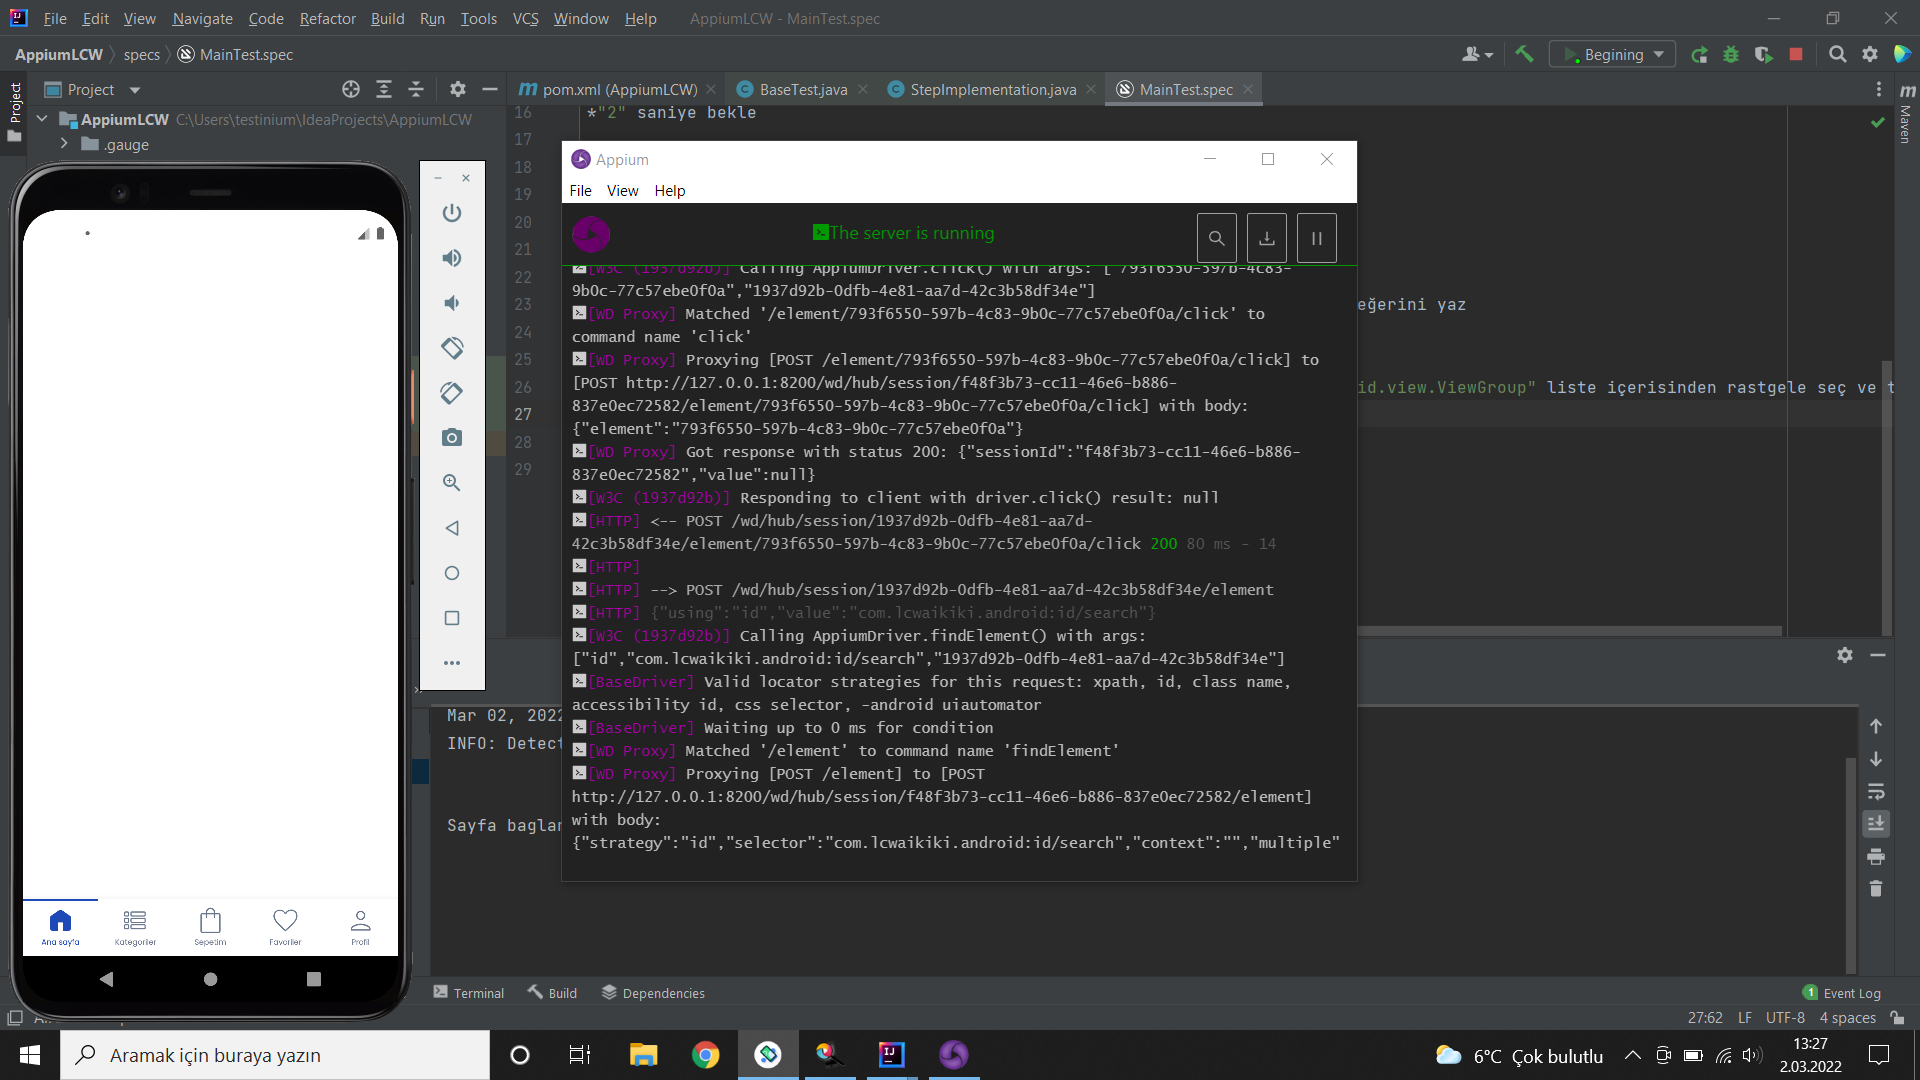 File Edit View Navigate Code Refactor Build Run Tools VCS Window Help AppiumLCW - MainTest.spec
AppiumLCW specs MainTest.spec
Begining
Project
pom.xml (AppiumLCW) BaseTest.java StepImplementation.java MainTest.spec
Project
AppiumLCW C:\Users\testinium\IdeaProjects\AppiumLCW
.gauge
Maven
16 *"2" saniye bekle
17
18
19
20
21
22
23 eğerini yaz
24
25
26 id.view.ViewGroup" liste içerisinden rastgele seç ve t
27
28
29
Appium
File View Help
The server is running
[W3C (1937d92b)] Calling AppiumDriver.click() with args: ["793f6550-597b-4c83-
9b0c-77c57ebe0f0a","1937d92b-0dfb-4e81-aa7d-42c3b58df34e"]
[WD Proxy] Matched '/element/793f6550-597b-4c83-9b0c-77c57ebe0f0a/click' to
command name 'click'
[WD Proxy] Proxying [POST /element/793f6550-597b-4c83-9b0c-77c57ebe0f0a/click] to
[POST http://127.0.0.1:8200/wd/hub/session/f48f3b73-cc11-46e6-b886-
837e0ec72582/element/793f6550-597b-4c83-9b0c-77c57ebe0f0a/click] with body:
{"element":"793f6550-597b-4c83-9b0c-77c57ebe0f0a"}
[WD Proxy] Got response with status 200: {"sessionId":"f48f3b73-cc11-46e6-b886-
837e0ec72582","value":null}
[W3C (1937d92b)] Responding to client with driver.click() result: null
[HTTP] <-- POST /wd/hub/session/1937d92b-0dfb-4e81-aa7d-
42c3b58df34e/element/793f6550-597b-4c83-9b0c-77c57ebe0f0a/click 200 80 ms - 14
[HTTP]
[HTTP] --> POST /wd/hub/session/1937d92b-0dfb-4e81-aa7d-42c3b58df34e/element
[HTTP] {"using":"id","value":"com.lcwaikiki.android:id/search"}
[W3C (1937d92b)] Calling AppiumDriver.findElement() with args:
["id","com.lcwaikiki.android:id/search","1937d92b-0dfb-4e81-aa7d-42c3b58df34e"]
[BaseDriver] Valid locator strategies for this request: xpath, id, class name,
accessibility id, css selector, -android uiautomator
[BaseDriver] Waiting up to 0 ms for condition
[WD Proxy] Matched '/element' to command name 'findElement'
[WD Proxy] Proxying [POST /element] to [POST
http://127.0.0.1:8200/wd/hub/session/f48f3b73-cc11-46e6-b886-837e0ec72582/element]
with body:
{"strategy":"id","selector":"com.lcwaikiki.android:id/search","context":"","multiple"
Mar 02, 2022
INFO: Detect
Sayfa baglan
Ana sayfa Kategoriler Sepetim Favoriler Profil
Terminal Build Dependencies
1 Event Log
27:62 LF UTF-8 4 spaces
Aramak için buraya yazın
6°C Çok bulutlu
13:27
2.03.2022